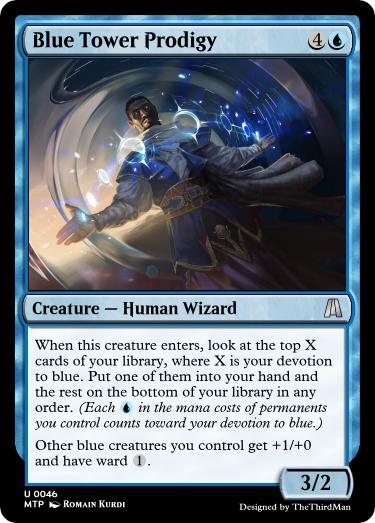 Blue Tower Prodigy 4
Creature — Human Wizard
When this creature enters, look at the top X
cards of your library, where X is your devotion
to blue. Put one of them into your hand and
the rest on the bottom of your library in any
order. (Each in the mana costs of permanents
you control counts toward your devotion to blue.)
Other blue creatures you control get +1/+0
and have ward 1.
3/2
U 0046
MTP Romain Kurdi
Designed by TheThirdMan